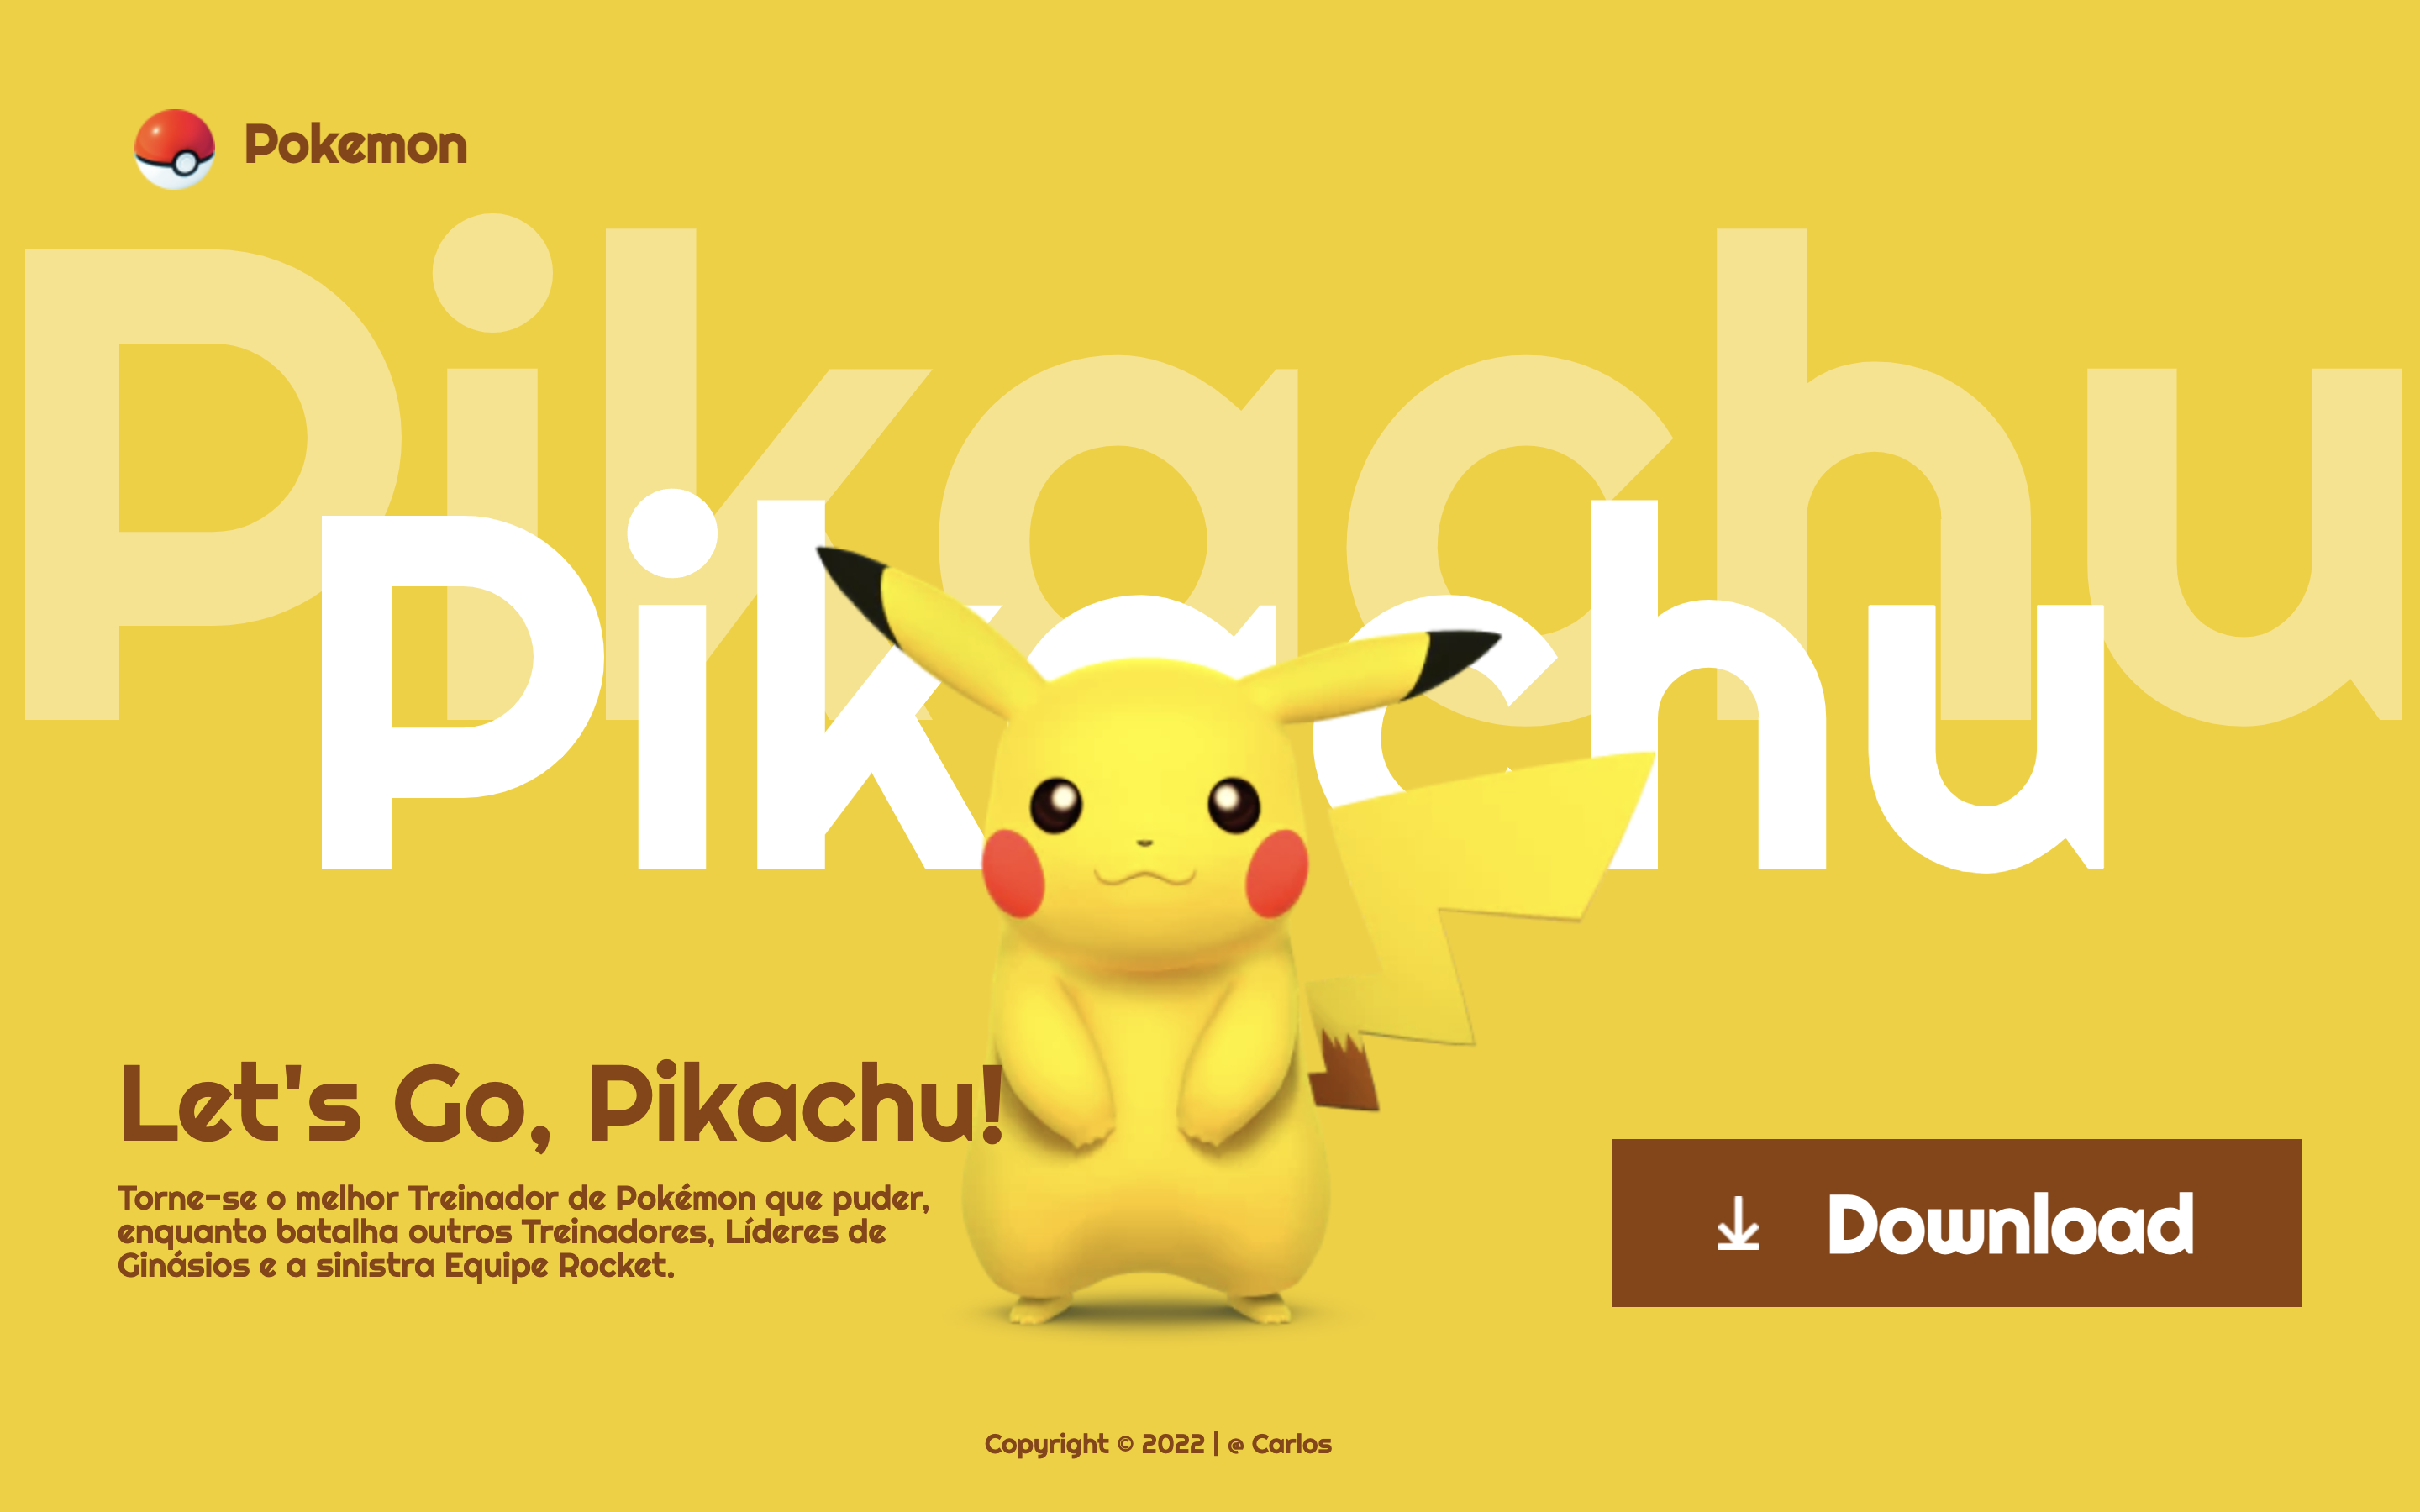 Pokemon
Pikachu
Pikachu
Let's Go, Pikachu!
Torne-se o melhor Treinador de Pokémon que puder,
enquanto batalha outros Treinadores, Líderes de
Ginásios e a sinistra Equipe Rocket.
Download
Copyright © 2022 | @ Carlos